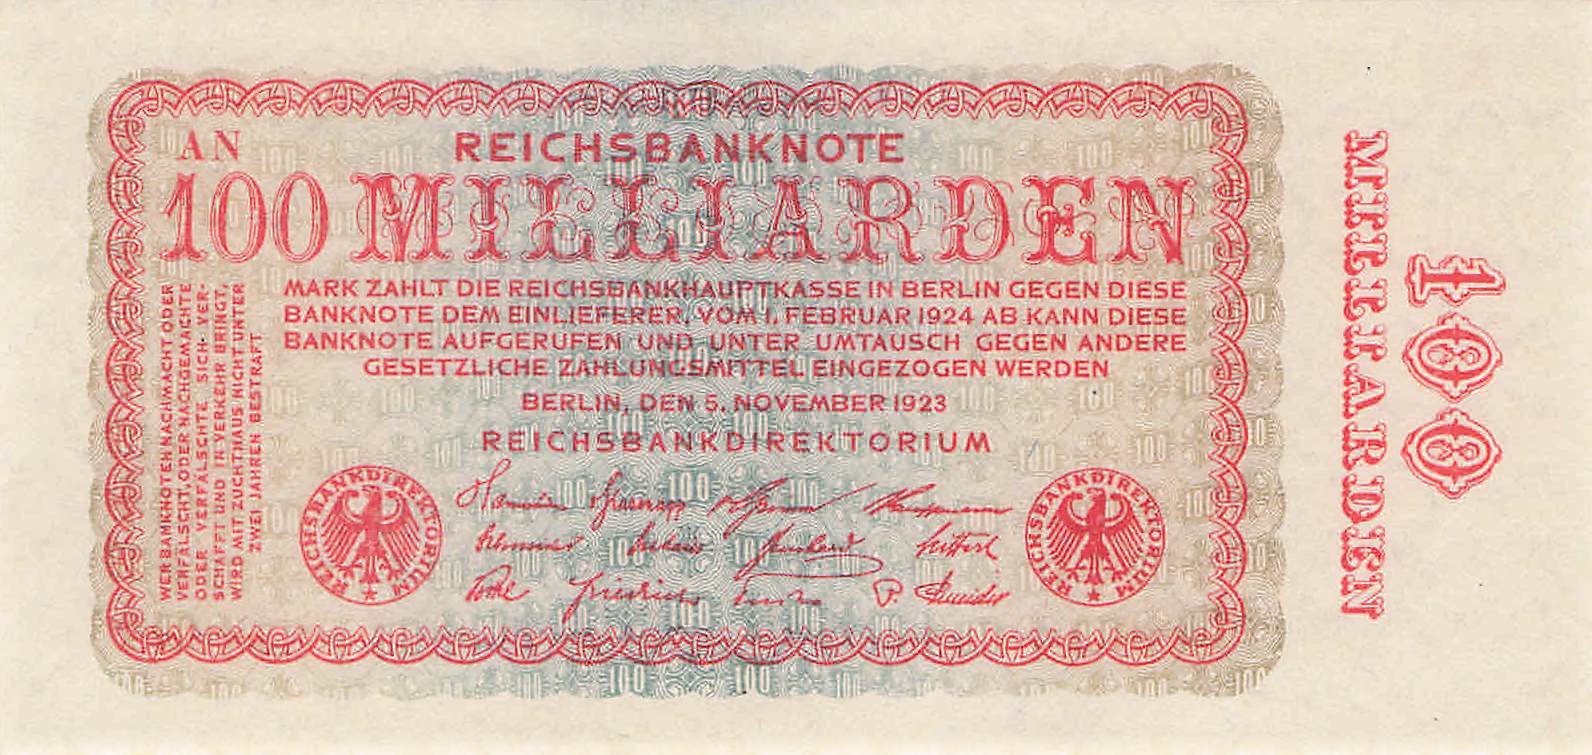 AN
REICHSBANKNOTE
100 MILLIARDEN
MARK ZAHLT DIE REICHSBANKHAUPTKASSE IN BERLIN GEGEN DIESE
BANKNOTE DEM EINLIEFERER, VOM 1. FEBRUAR 1924 AB KANN DIESE
BANKNOTE AUFGERUFEN UND UNTER UMTAUSCH GEGEN ANDERE
GESETZLICHE ZAHLUNGSMITTEL EINGEZOGEN WERDEN
BERLIN, DEN 5. NOVEMBER 1923
REICHSBANKDIREKTORIUM
WER BANKNOTEN NACHMACHT ODER
VERFÄLSCHT, ODER NACHGEMACHTE
ODER VERFÄLSCHTE SICH VER-
SCHAFFT UND IN VERKEHR BRINGT,
WIRD MIT ZUCHTHAUS NICHT UNTER
ZWEI JAHREN BESTRAFT
REICHSBANKDIREKTORIUM
REICHSBANKDIREKTORIUM
100
MILLIARDEN